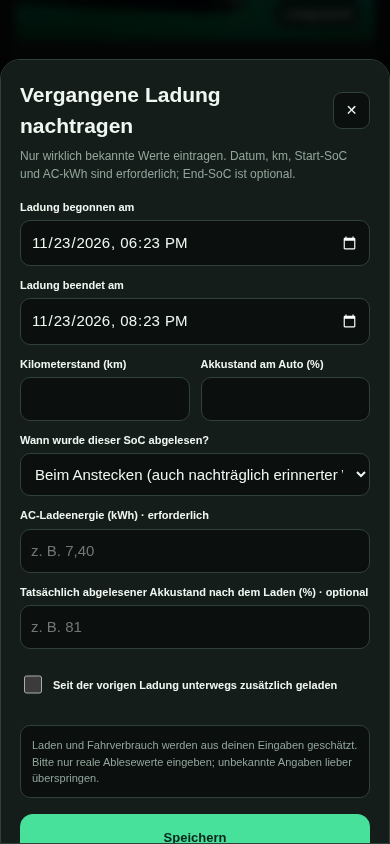 Vergangene Ladung
nachtragen
×
Nur wirklich bekannte Werte eintragen. Datum, km, Start-SoC
und AC-kWh sind erforderlich; End-SoC ist optional.
Ladung begonnen am
11/23/2026, 06:23 PM
Ladung beendet am
11/23/2026, 08:23 PM
Kilometerstand (km)
Akkustand am Auto (%)
Wann wurde dieser SoC abgelesen?
Beim Anstecken (auch nachträglich erinnerter
AC-Ladeenergie (kWh) · erforderlich
z. B. 7,40
Tatsächlich abgelesener Akkustand nach dem Laden (%) · optional
z. B. 81
Seit der vorigen Ladung unterwegs zusätzlich geladen
Laden und Fahrverbrauch werden aus deinen Eingaben geschätzt.
Bitte nur reale Ablesewerte eingeben; unbekannte Angaben lieber
überspringen.
Speichern